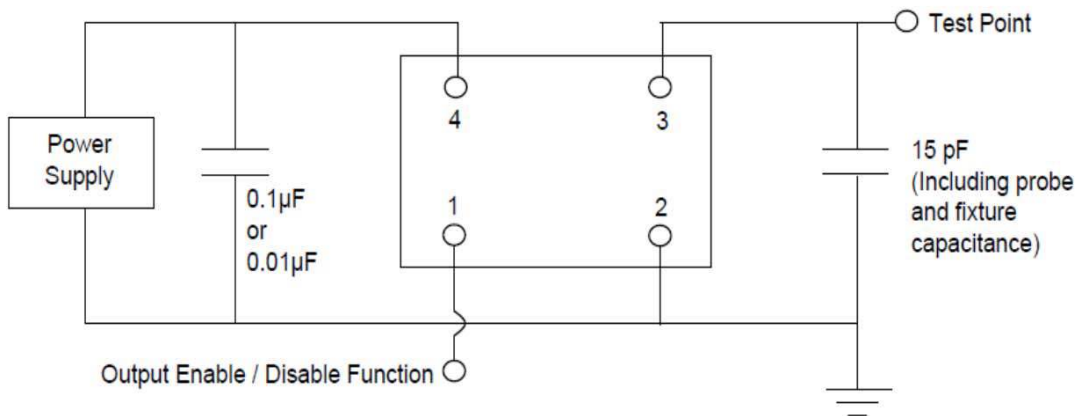 Test Point
4
3
Power
Supply
0.1µF
or
0.01µF
1
2
15 pF
(Including probe
and fixture
capacitance)
Output Enable / Disable Function